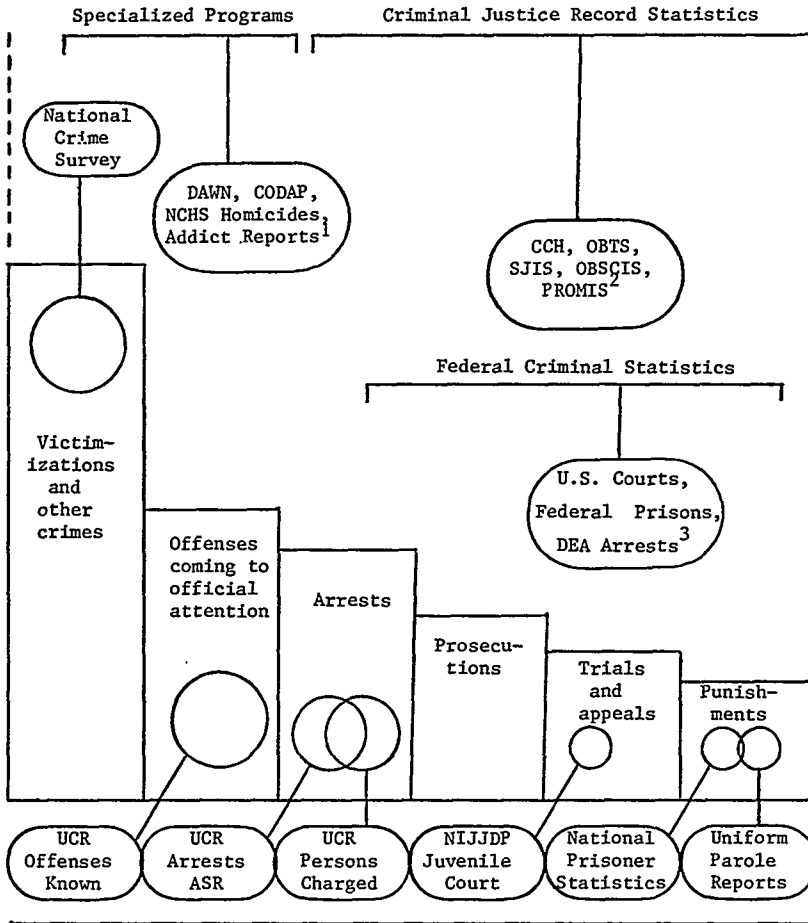 Specialized Programs
Criminal Justice Record Statistics
National
Crime
Survey
DAWN, CODAP,
NCHS Homicides,
Addict Reports1
CCH, OBTS,
SJIS, OBSCIS,
PROMIS2
Federal Criminal Statistics
U.S. Courts,
Federal Prisons,
DEA Arrests3
Victim-
izations
and
other
crimes
Offenses
coming to
official
attention
Arrests
Prosecu-
tions
Trials
and
appeals
Punish-
ments
UCR
Offenses
Known
UCR
Arrests
ASR
UCR
Persons
Charged
NIJJDP
Juvenile
Court
National
Prisoner
Statistics
Uniform
Parole
Reports